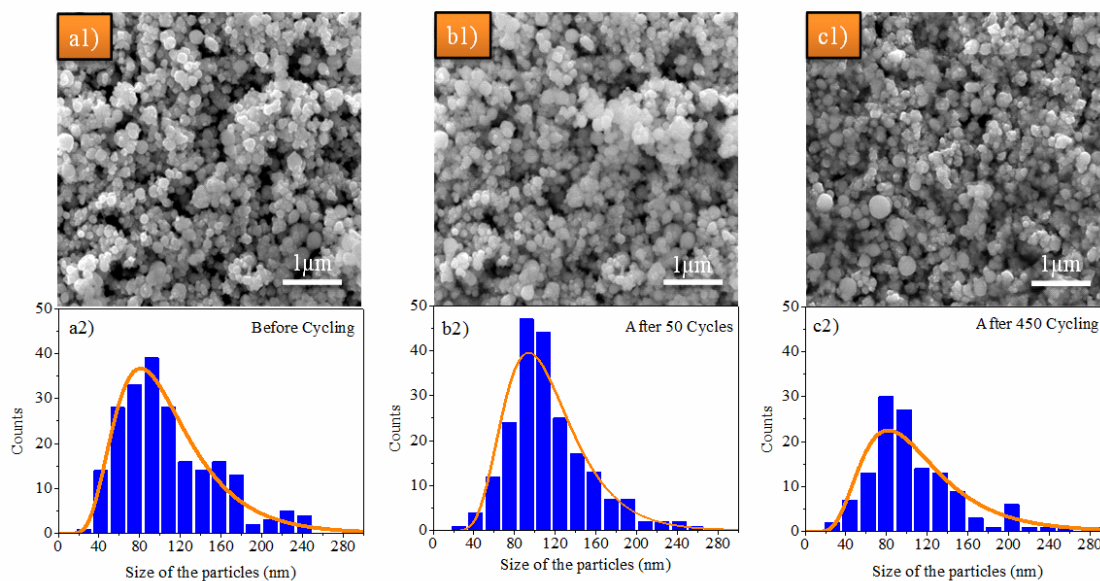 a1)
1µm
b1)
1µm
c1)
1µm
50
40
30
20
10
0
Counts
a2)
Before Cycling
0 40 80 120 160 200 240 280
Size of the particles (nm)
50
40
30
20
10
0
Counts
b2)
After 50 Cycles
0 40 80 120 160 200 240 280
Size of the particles (nm)
50
40
30
20
10
0
Counts
c2)
After 450 Cycling
0 40 80 120 160 200 240 280
Size of the particles (nm)